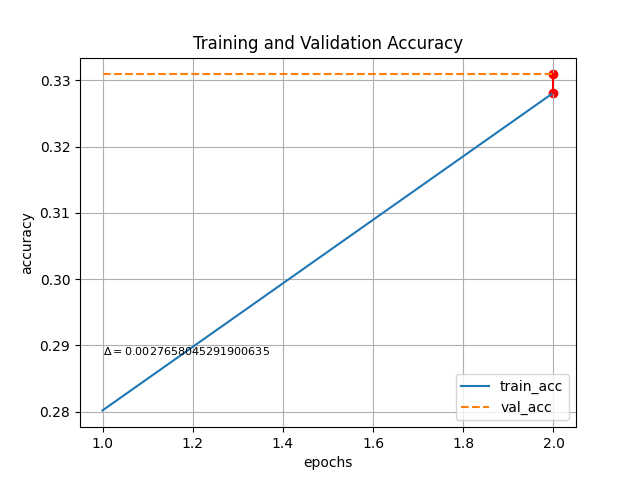 Training and Validation Accuracy
accuracy
0.33
0.32
0.31
0.30
0.29
0.28
Δ = 0.0027658045291900635
train_acc
val_acc
1.0 1.2 1.4 1.6 1.8 2.0
epochs